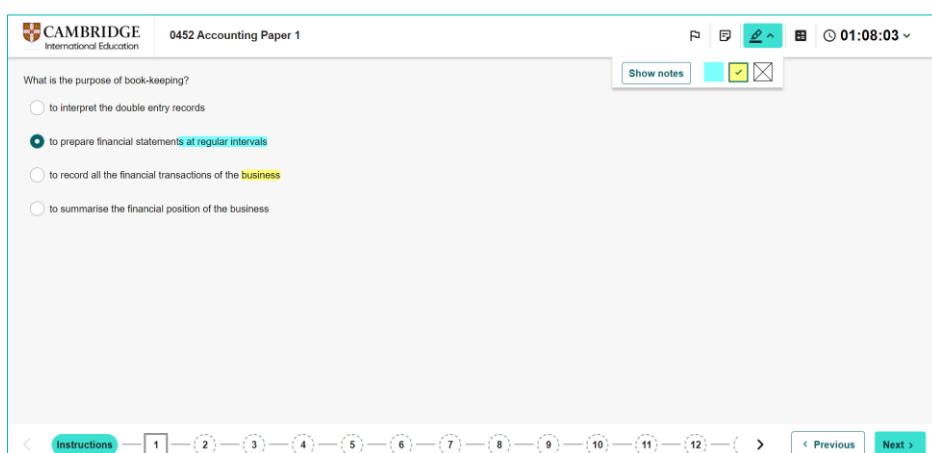 CAMBRIDGE
International Education
0452 Accounting Paper 1
01:08:03
Show notes
What is the purpose of book-keeping?
to interpret the double entry records
to prepare financial statements at regular intervals
to record all the financial transactions of the business
to summarise the financial position of the business
Instructions 1 2 3 4 5 6 7 8 9 10 11 12 Previous Next